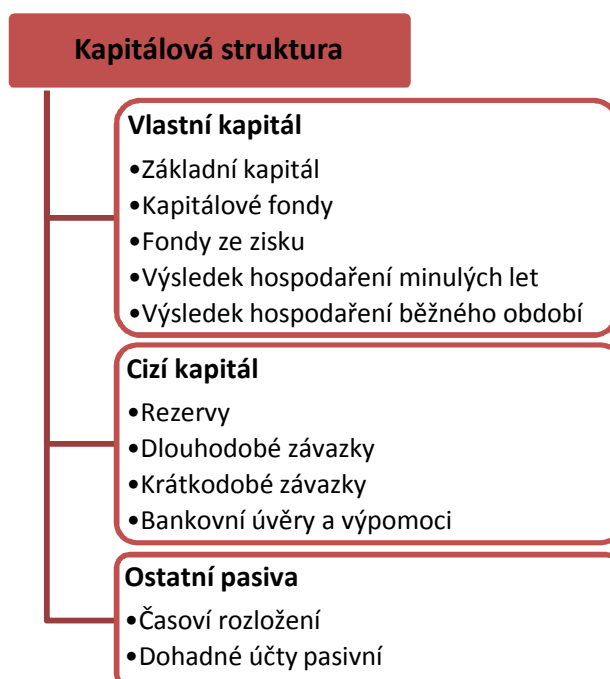 Kapitálová struktura
Vlastní kapitál
•Základní kapitál
•Kapitálové fondy
•Fondy ze zisku
•Výsledek hospodaření minulých let
•Výsledek hospodaření běžného období
Cizí kapitál
•Rezervy
•Dlouhodobé závazky
•Krátkodobé závazky
•Bankovní úvěry a výpomoci
Ostatní pasiva
•Časoví rozložení
•Dohadné účty pasivní